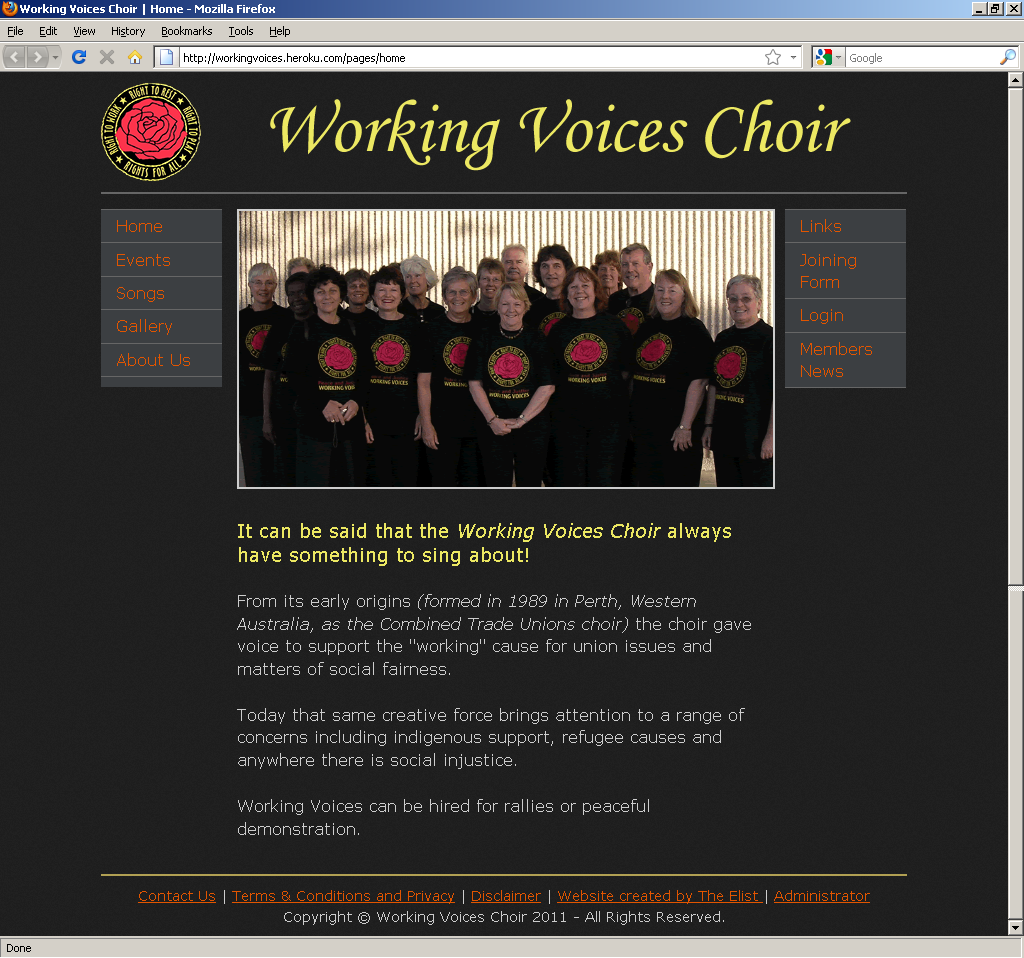 Working Voices Choir | Home - Mozilla Firefox
File Edit View History Bookmarks Tools Help
http://workingvoices.heroku.com/pages/home
Google
RIGHT TO WORK ★ RIGHT TO REST ★ RIGHT TO PLAY ★ RIGHTS FOR ALL ★
Working Voices Choir
Home
Events
Songs
Gallery
About Us
Links
Joining
Form
Login
Members
News
WORKING VOICES
WORKING VOICES
WORKING VOICES
It can be said that the Working Voices Choir always
have something to sing about!
From its early origins (formed in 1989 in Perth, Western
Australia, as the Combined Trade Unions choir) the choir gave
voice to support the "working" cause for union issues and
matters of social fairness.
Today that same creative force brings attention to a range of
concerns including indigenous support, refugee causes and
anywhere there is social injustice.
Working Voices can be hired for rallies or peaceful
demonstration.
Contact Us | Terms & Conditions and Privacy | Disclaimer | Website created by The Elist | Administrator
Copyright © Working Voices Choir 2011 - All Rights Reserved.
Done